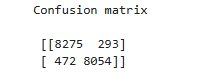 Confusion matrix
[[8275 293]
[ 472 8054]]